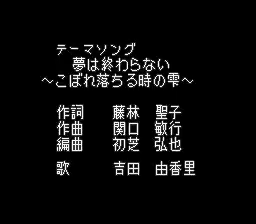 テーマソング
夢は終わらない
～こぼれ落ちる時の雫～
作詞　藤林　聖子
作曲　関口　敏行
編曲　初芝　弘也
歌　吉田　由香里